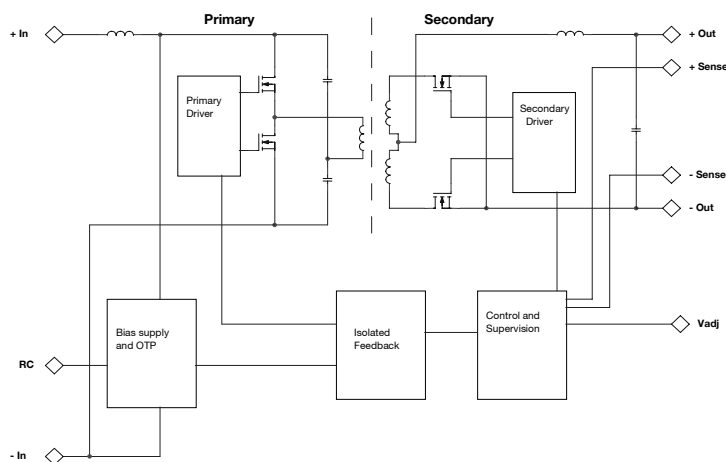 Primary
Secondary
+ In
+ Out
+ Sense
Primary
Driver
Secondary
Driver
- Sense
- Out
Bias supply
and OTP
Isolated
Feedback
Control and
Supervision
Vadj
RC
- In